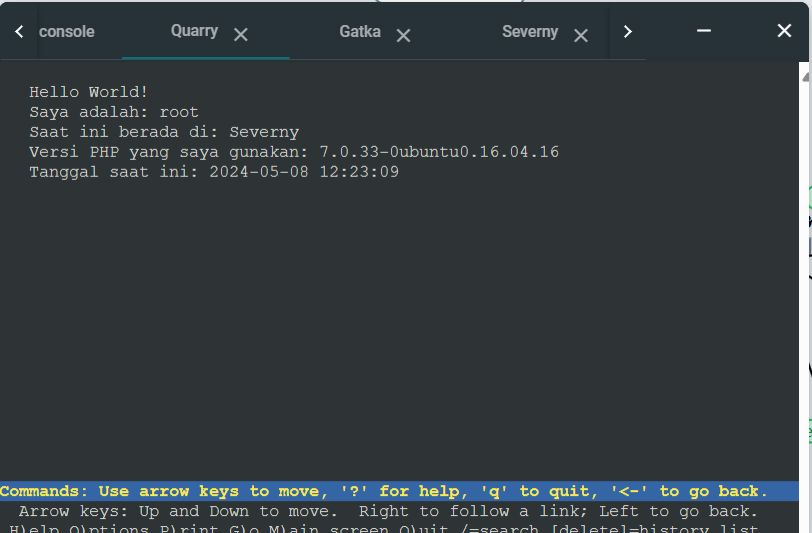 console Quarry Gatka Severny
Hello World!
Saya adalah: root
Saat ini berada di: Severny
Versi PHP yang saya gunakan: 7.0.33-0ubuntu0.16.04.16
Tanggal saat ini: 2024-05-08 12:23:09
Commands: Use arrow keys to move, '?' for help, 'q' to quit, '<-' to go back.
Arrow keys: Up and Down to move.  Right to follow a link; Left to go back.
H)elp O)ptions P)rint G)o M)ain screen Q)uit /=search [delete]=history list